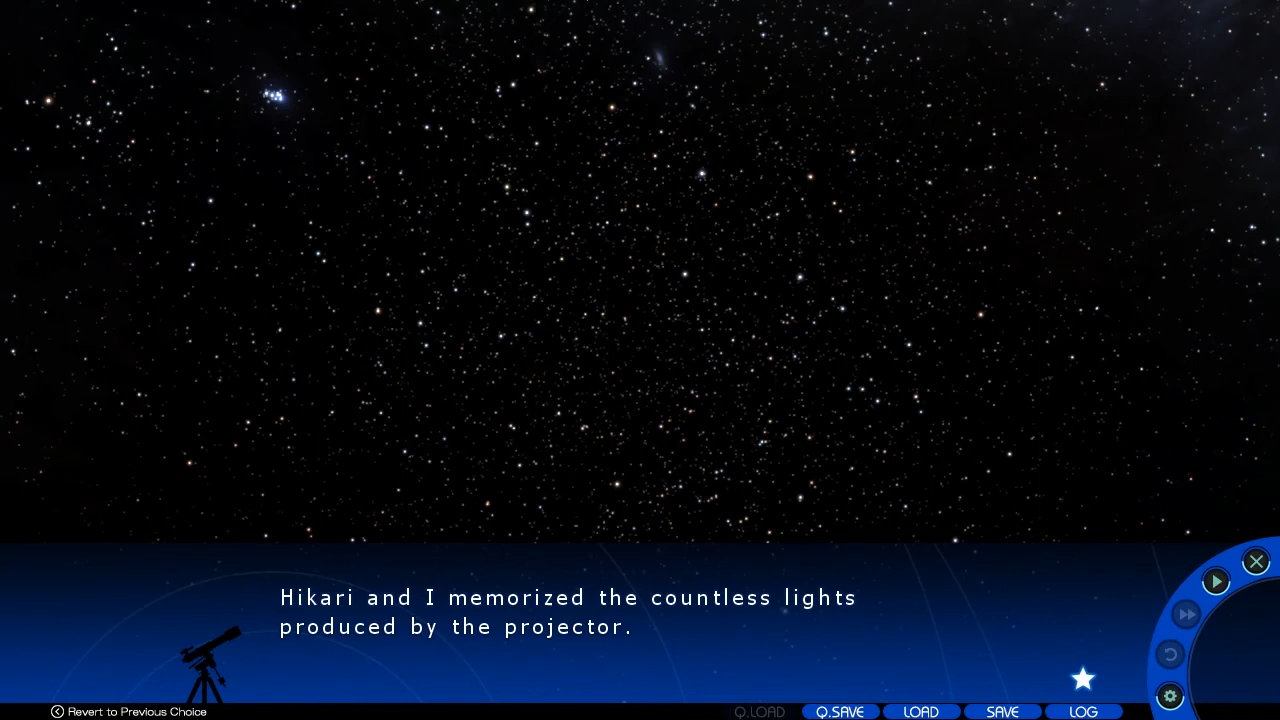 Hikari and I memorized the countless lights
produced by the projector.
Revert to Previous Choice
Q.LOAD
Q.SAVE
LOAD
SAVE
LOG